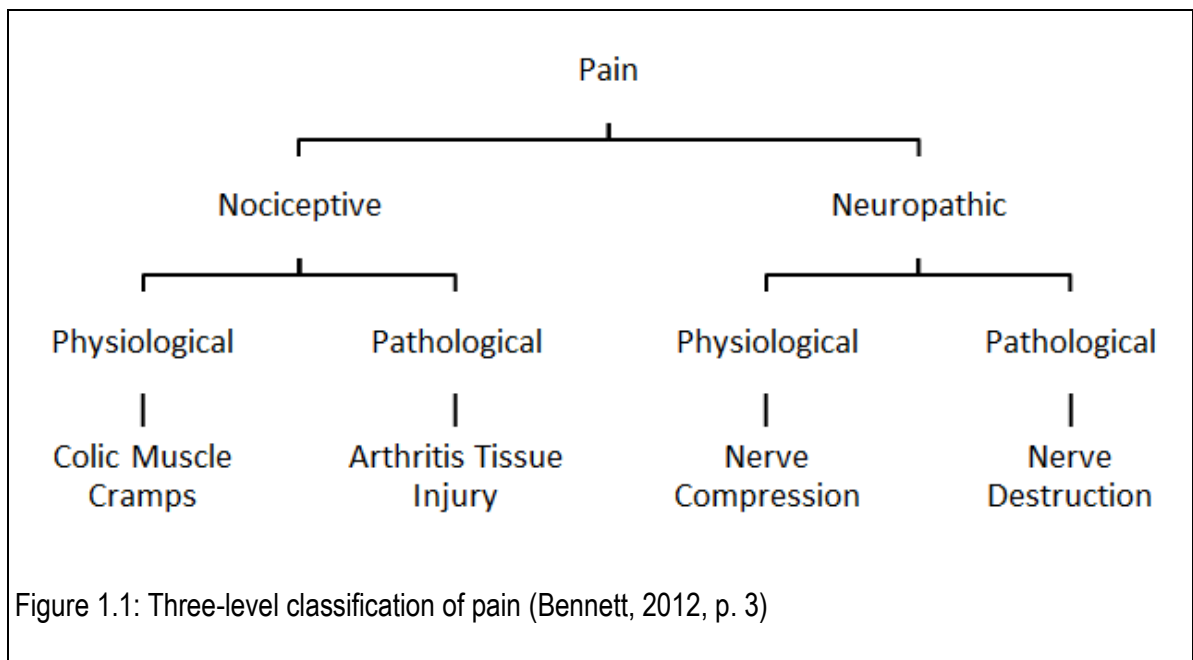 Pain
Nociceptive
Neuropathic
Physiological
Pathological
Physiological
Pathological
Colic Muscle
Cramps
Arthritis Tissue
Injury
Nerve
Compression
Nerve
Destruction
Figure 1.1: Three-level classification of pain (Bennett, 2012, p. 3)